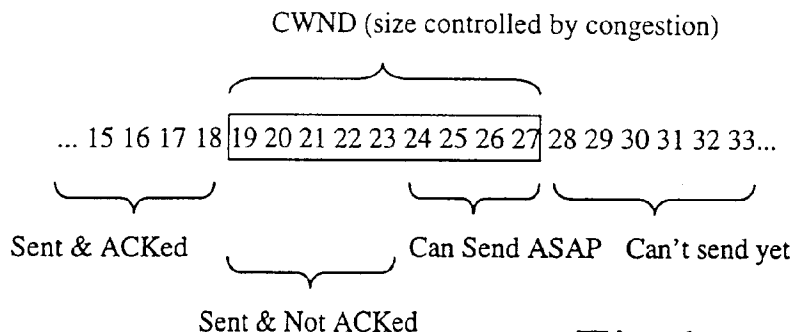 CWND (size controlled by congestion)
... 15 16 17 18 19 20 21 22 23 24 25 26 27 28 29 30 31 32 33...
Sent & ACKed
Can Send ASAP
Can't send yet
Sent & Not ACKed